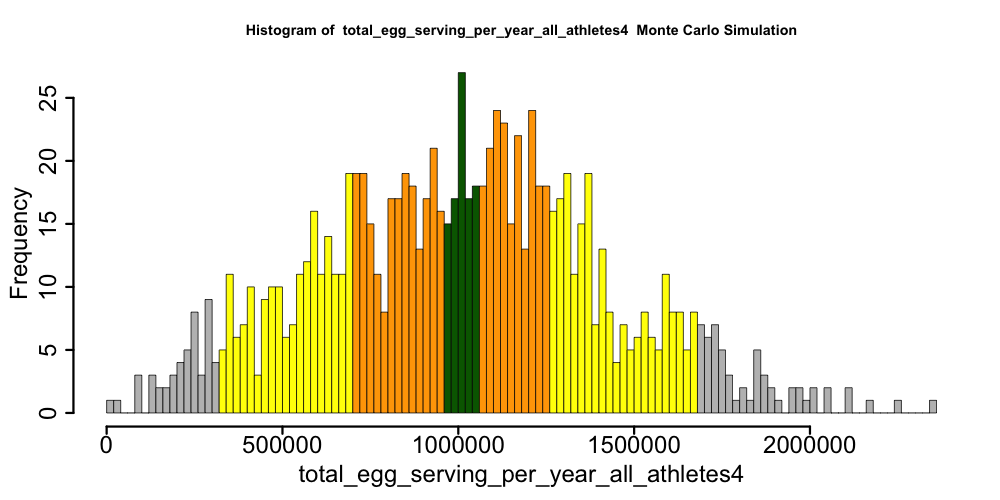 Histogram of  total_egg_serving_per_year_all_athletes4  Monte Carlo Simulation
Frequency
25
20
15
10
5
0
0 500000 1000000 1500000 2000000
total_egg_serving_per_year_all_athletes4